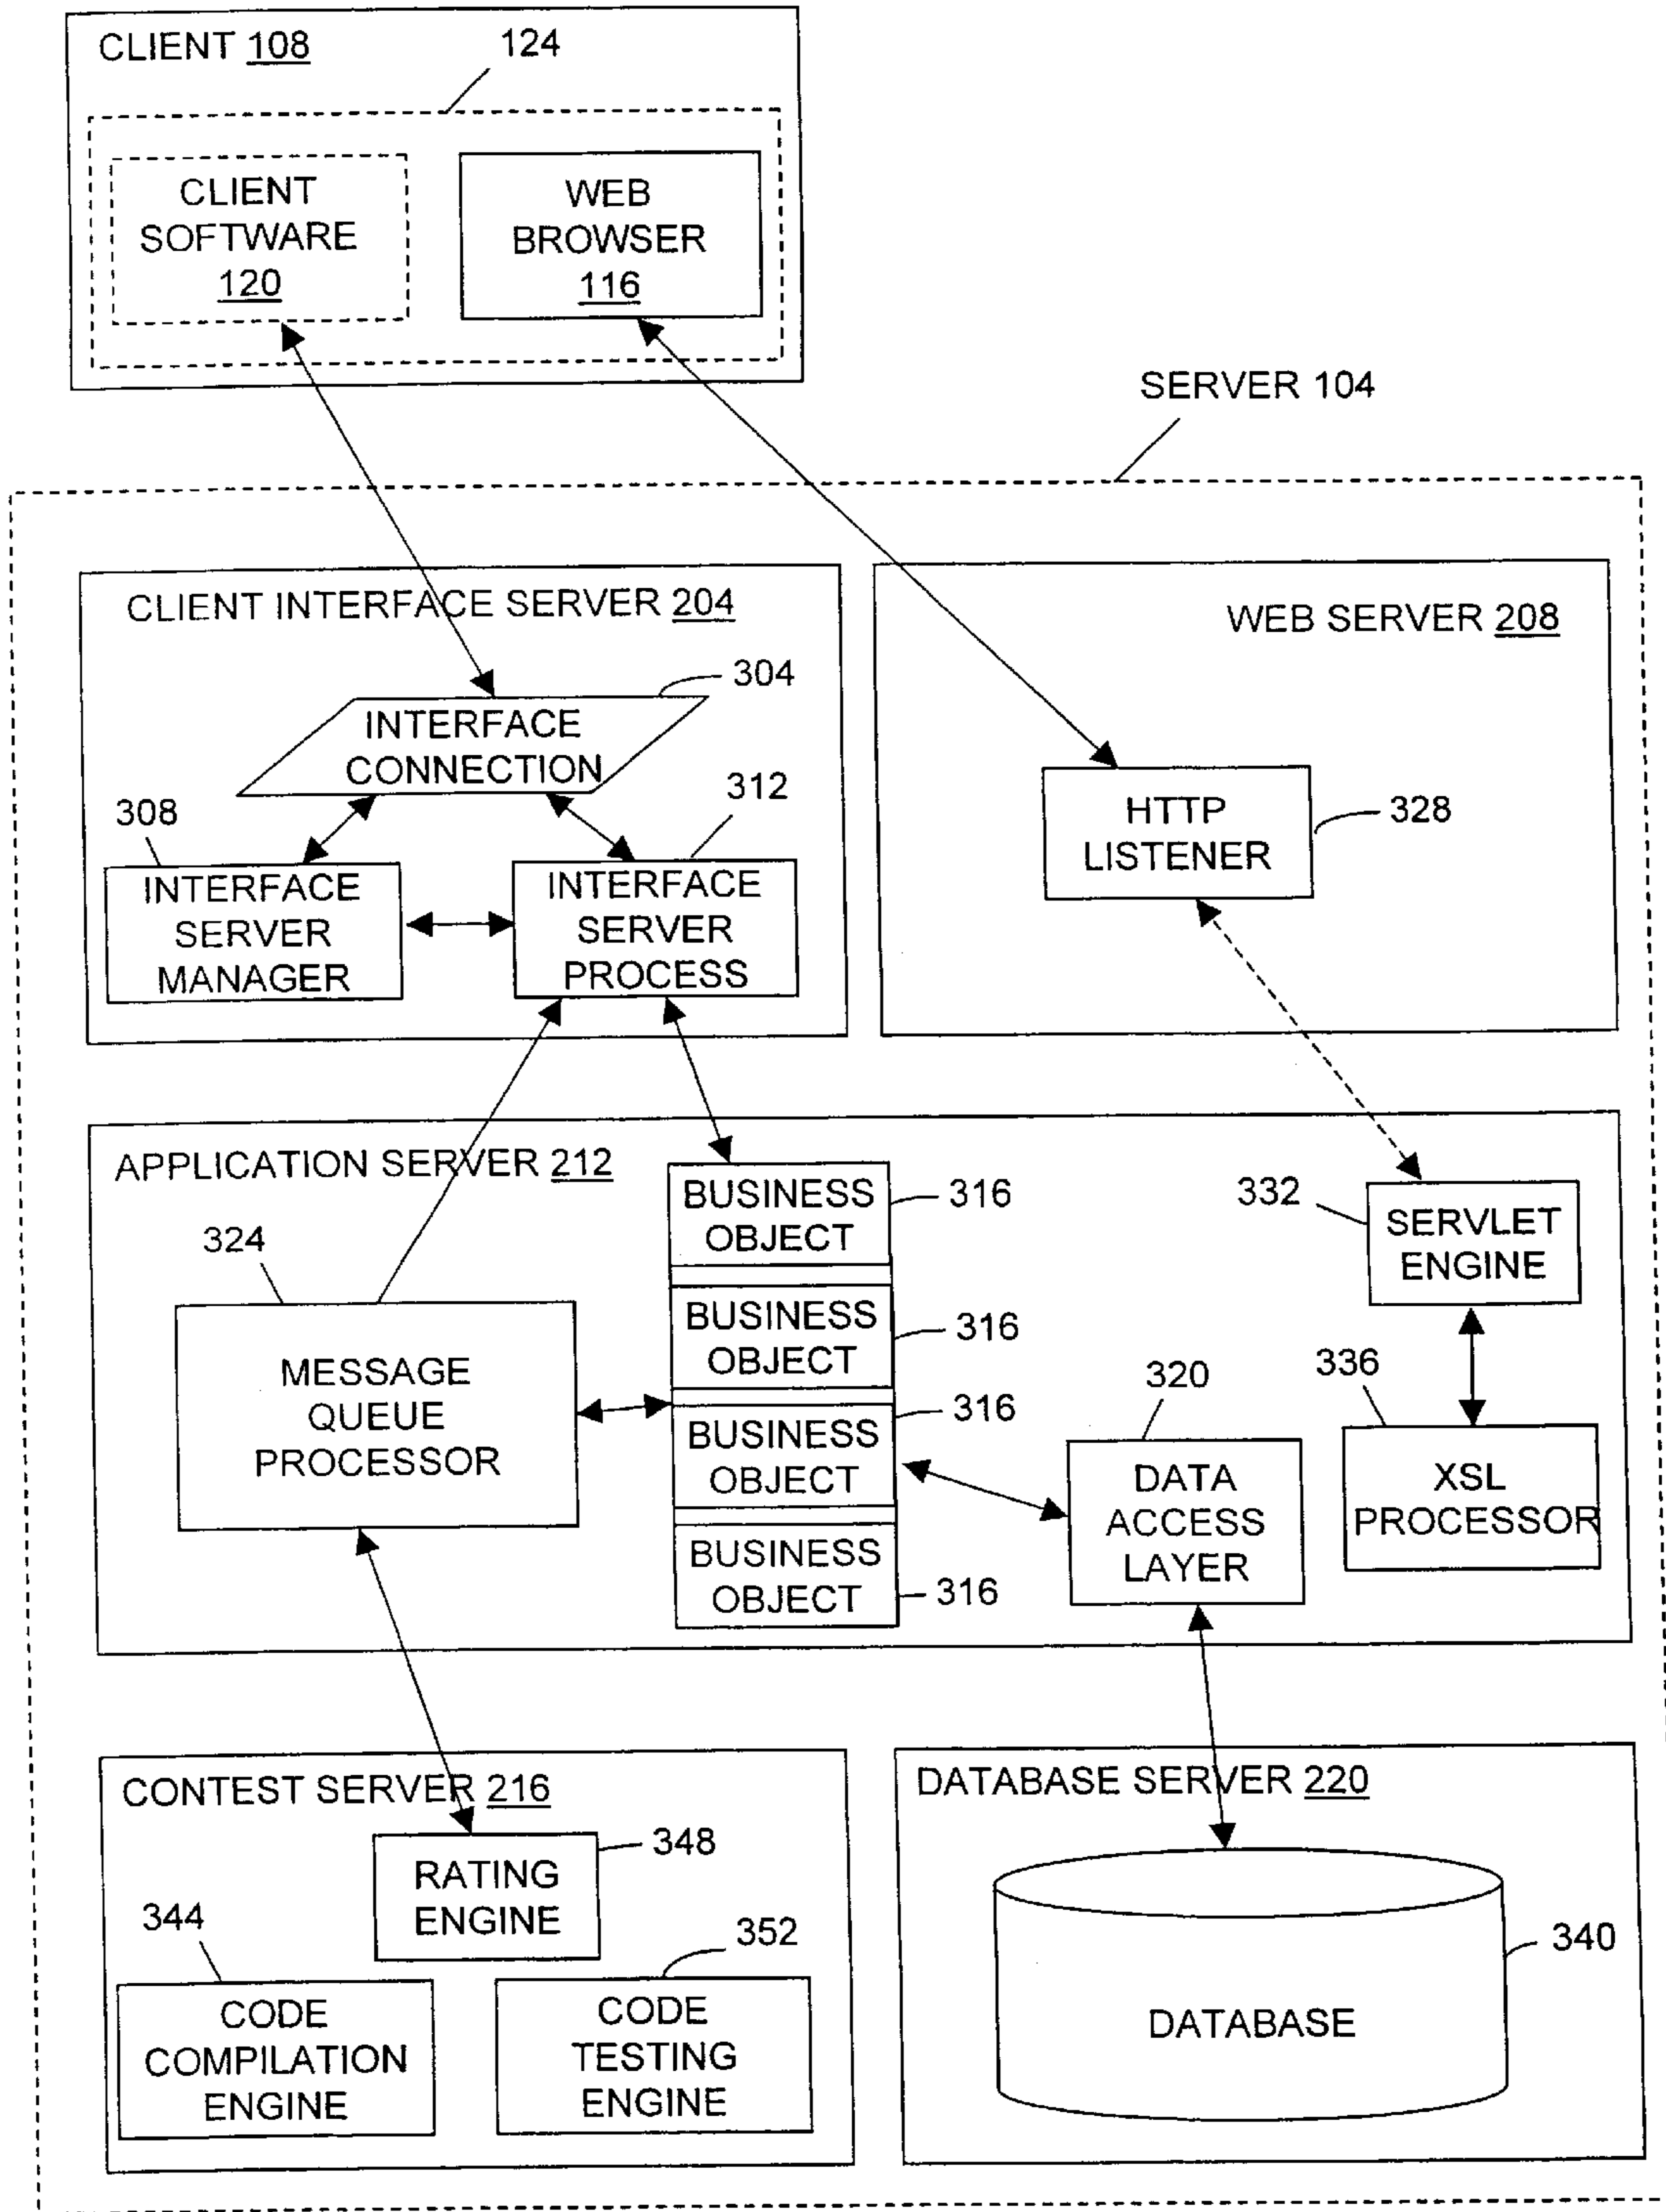 CLIENT 108
124
CLIENT
SOFTWARE
120
WEB
BROWSER
116
SERVER 104
CLIENT INTERFACE SERVER 204
304
INTERFACE
CONNECTION
308
INTERFACE
SERVER
MANAGER
312
INTERFACE
SERVER
PROCESS
WEB SERVER 208
HTTP
LISTENER
328
APPLICATION SERVER 212
324
MESSAGE
QUEUE
PROCESSOR
BUSINESS
OBJECT
316
BUSINESS
OBJECT
316
BUSINESS
OBJECT
316
BUSINESS
OBJECT
316
320
DATA
ACCESS
LAYER
332
SERVLET
ENGINE
336
XSL
PROCESSOR
CONTEST SERVER 216
348
RATING
ENGINE
344
CODE
COMPILATION
ENGINE
352
CODE
TESTING
ENGINE
DATABASE SERVER 220
340
DATABASE